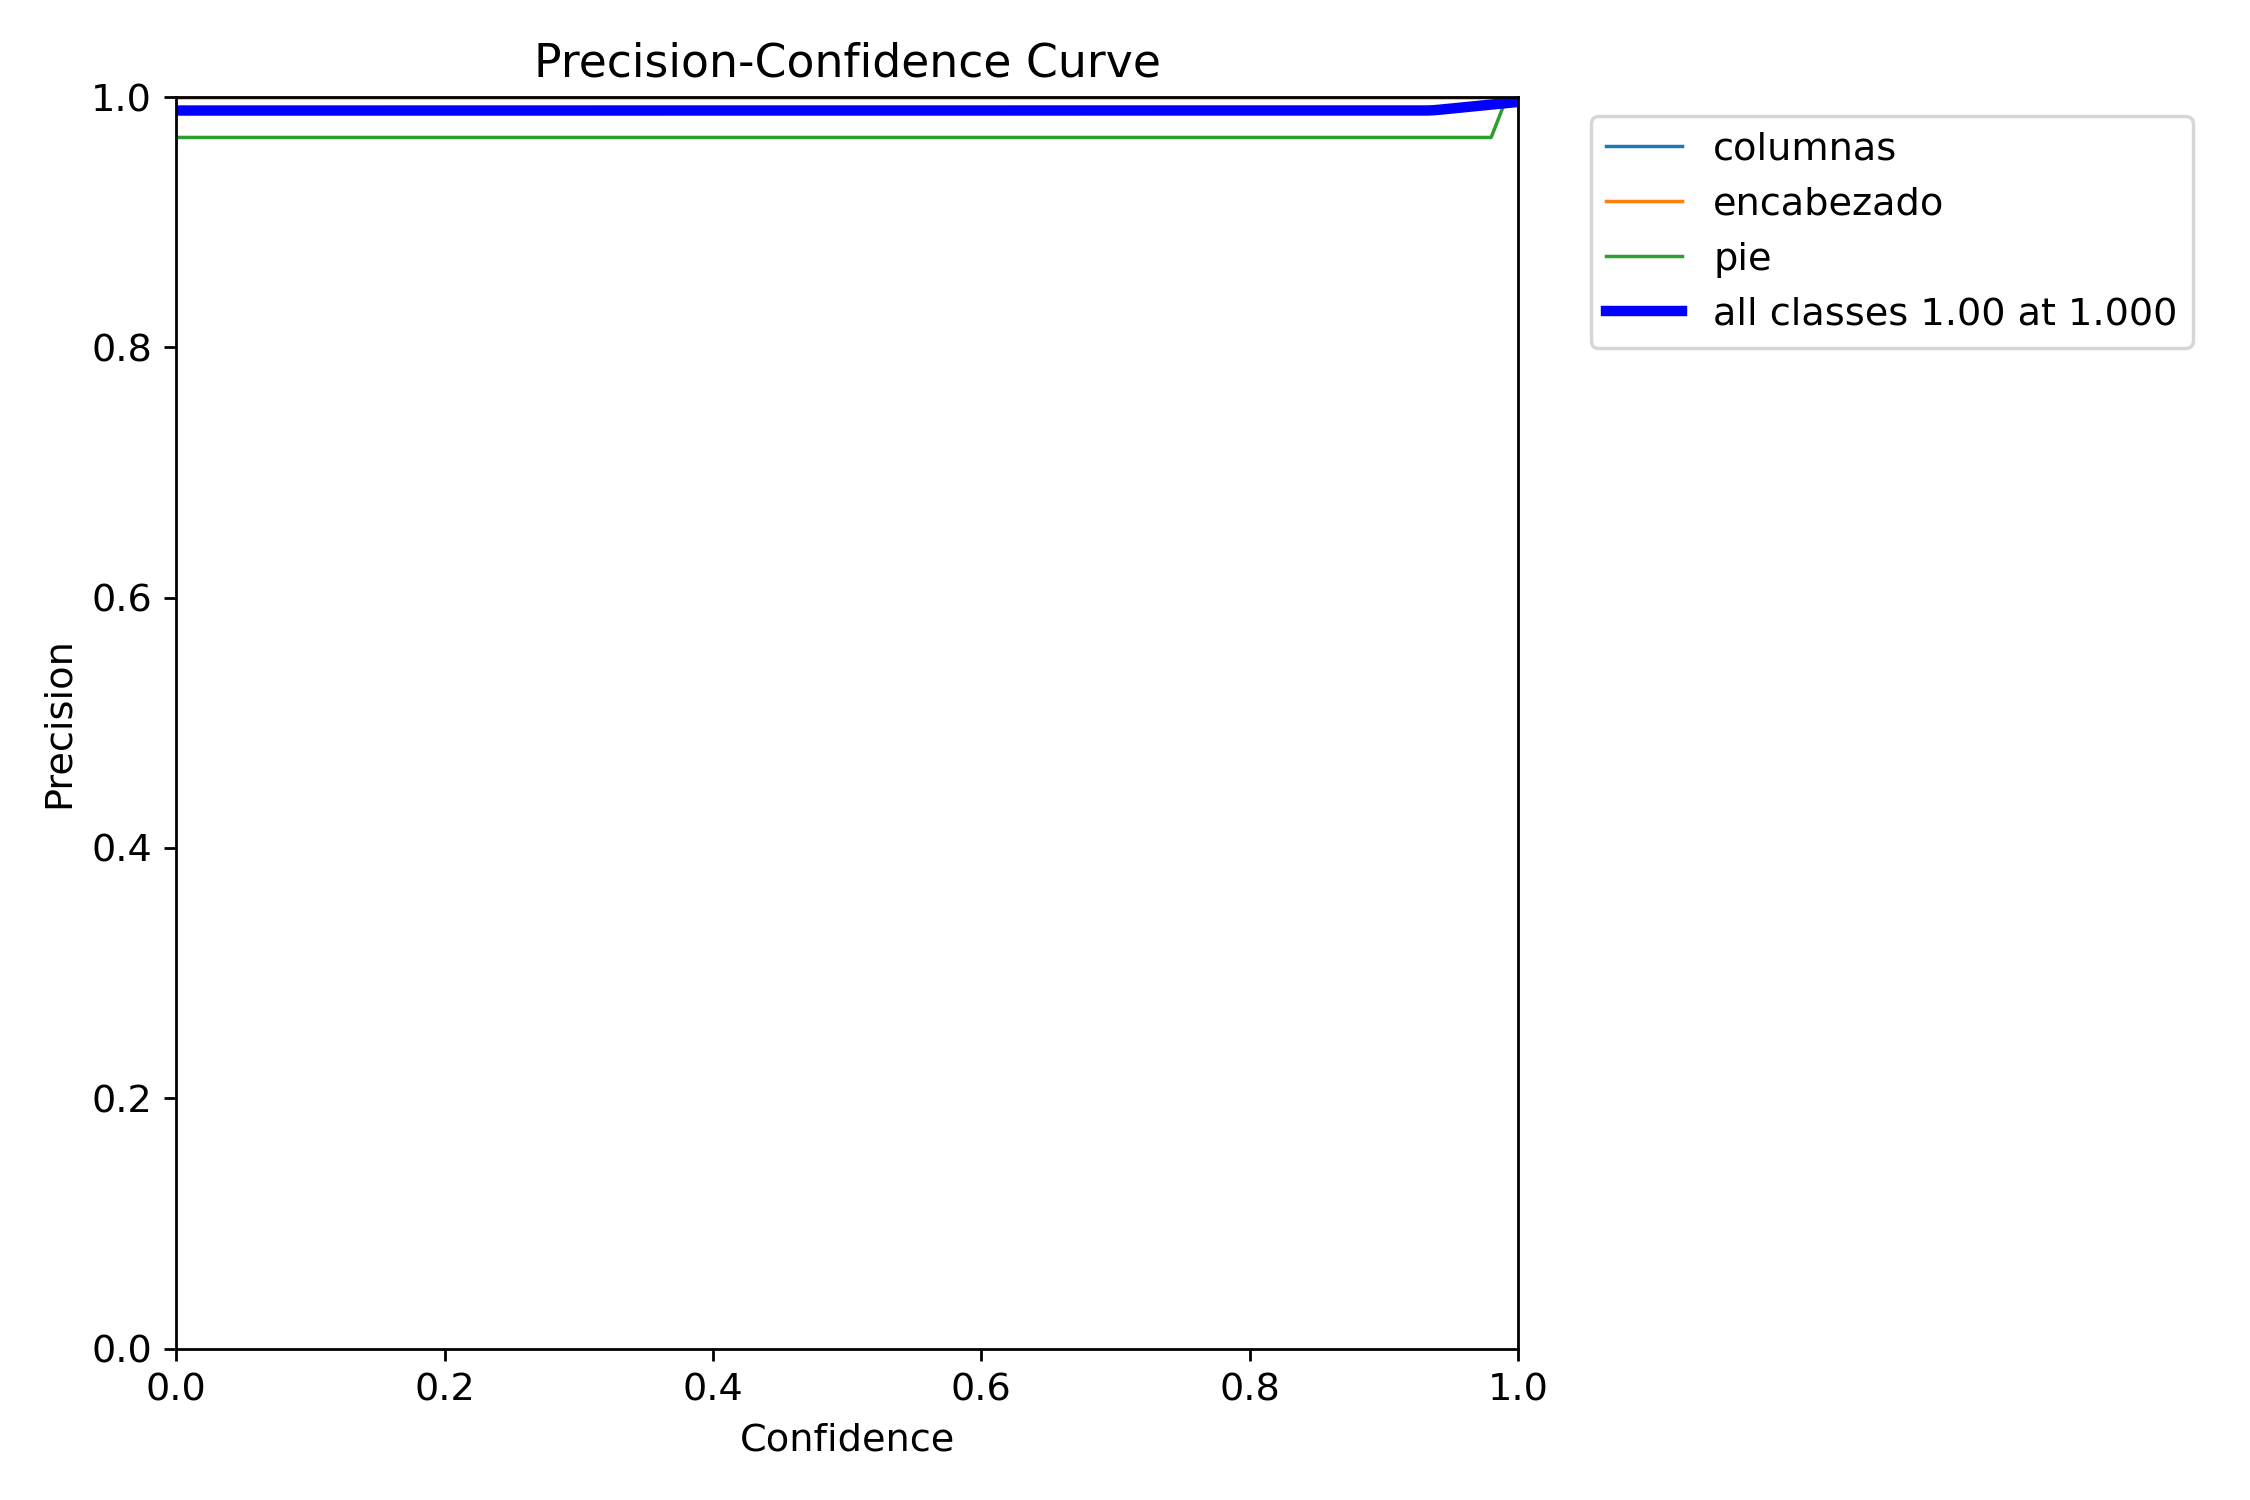 Precision-Confidence Curve
1.0
0.8
0.6
0.4
0.2
0.0
Precision
0.0 0.2 0.4 0.6 0.8 1.0
Confidence
columnas
encabezado
pie
all classes 1.00 at 1.000